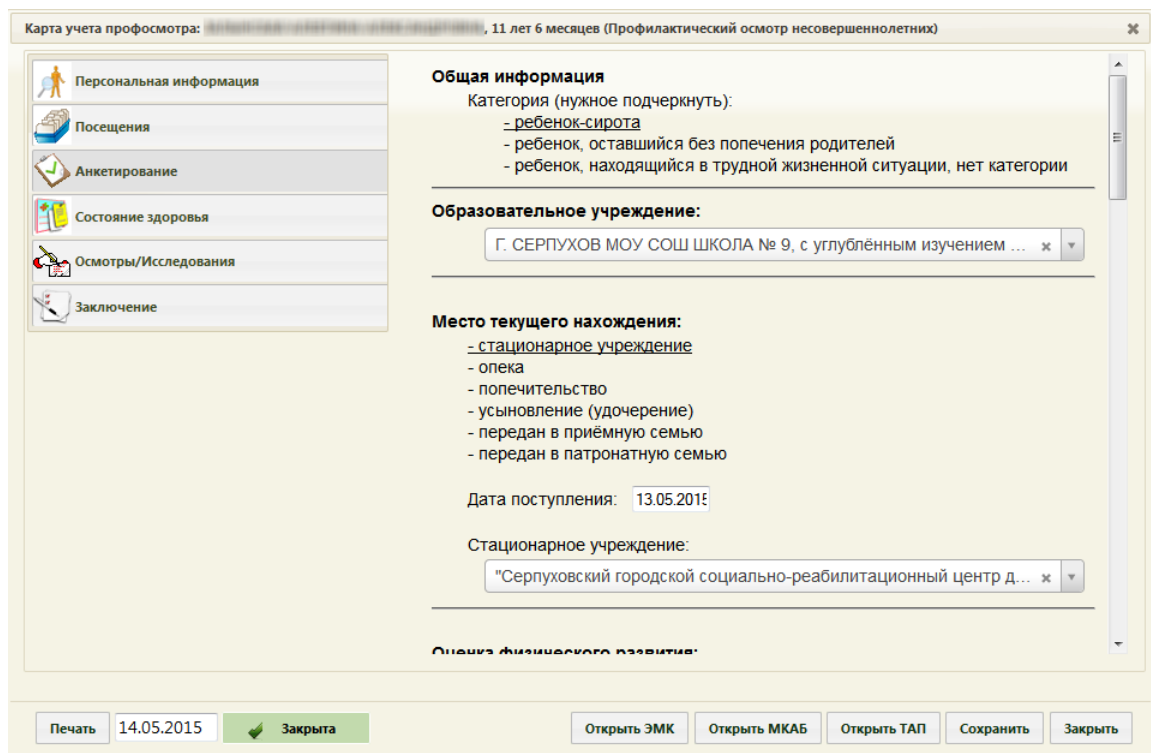 Карта учета профосмотра: , 11 лет 6 месяцев (Профилактический осмотр несовершеннолетних)
Персональная информация
Посещения
Анкетирование
Состояние здоровья
Осмотры/Исследования
Заключение
Общая информация
Категория (нужное подчеркнуть):
- ребенок-сирота
- ребенок, оставшийся без попечения родителей
- ребенок, находящийся в трудной жизненной ситуации, нет категории
Образовательное учреждение:
Г. СЕРПУХОВ МОУ СОШ ШКОЛА № 9, с углублённым изучением ...
Место текущего нахождения:
- стационарное учреждение
- опека
- попечительство
- усыновление (удочерение)
- передан в приёмную семью
- передан в патронатную семью
Дата поступления: 13.05.2015
Стационарное учреждение:
"Серпуховский городской социально-реабилитационный центр д...
Оценка физического развития:
Печать 14.05.2015 Закрыта Открыть ЭМК Открыть МКАБ Открыть ТАП Сохранить Закрыть